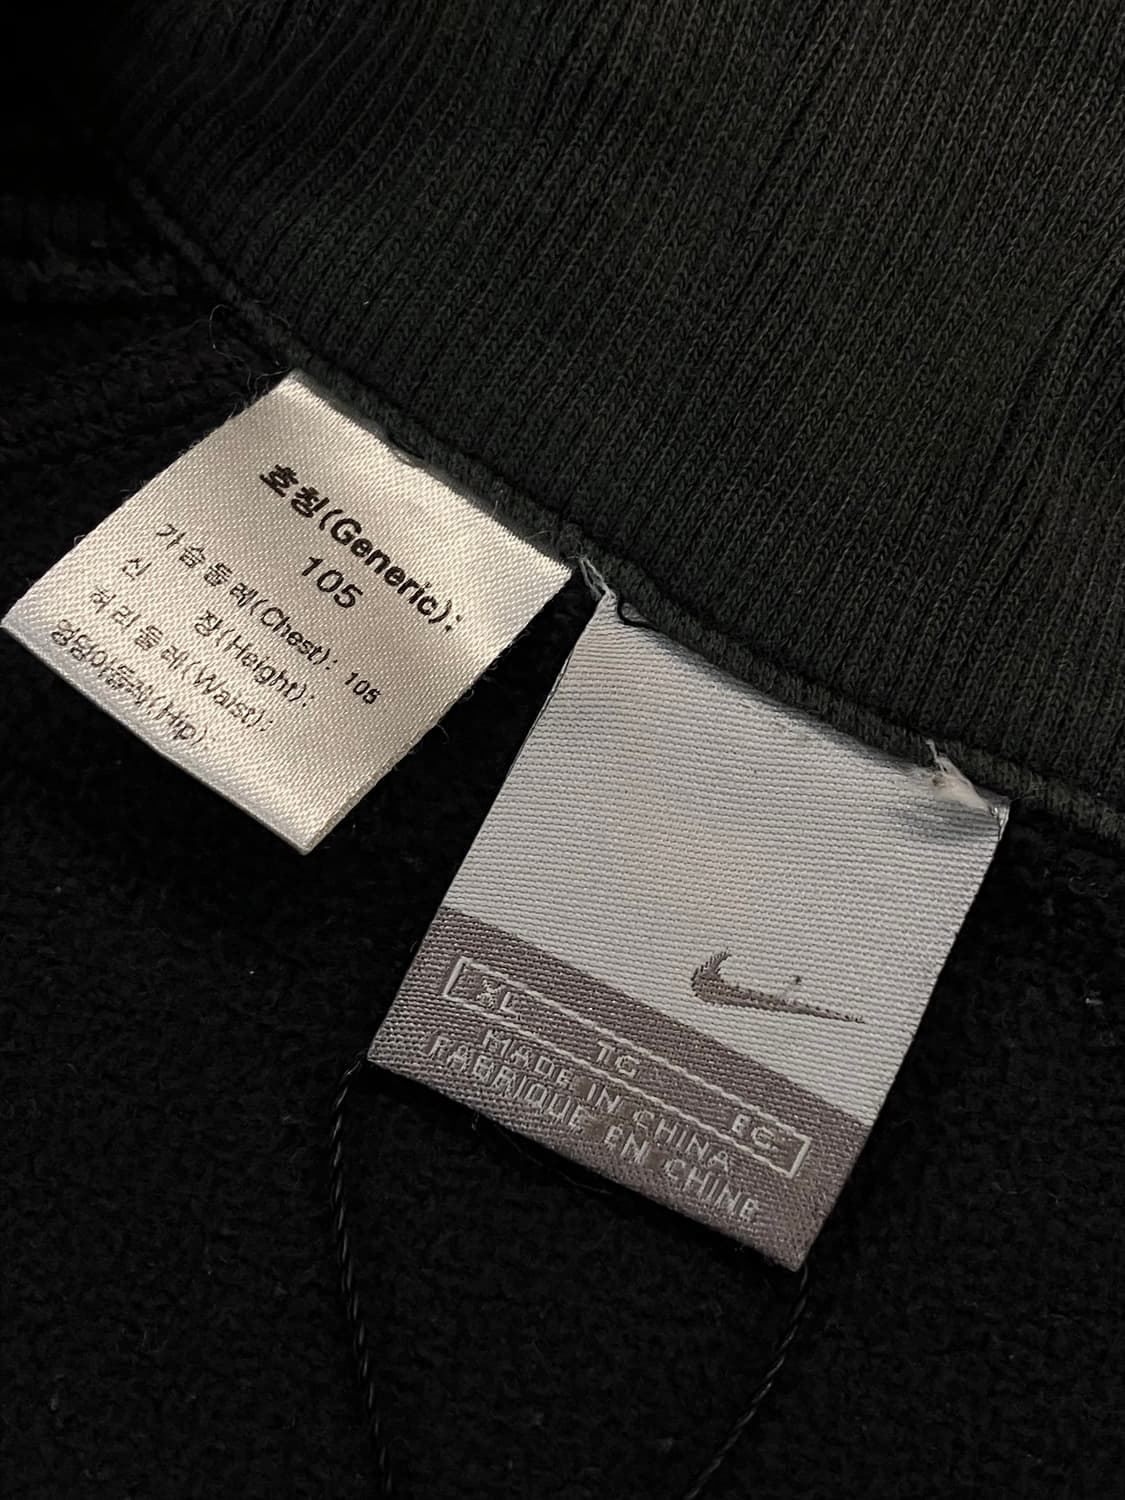 호칭(Generic):
105
가슴둘레(Chest): 105
신 장(Height):
허리둘레(Waist):
엉덩이둘레(Hip):
XL TG EG
MADE IN CHINA
FABRIQUE EN CHINE